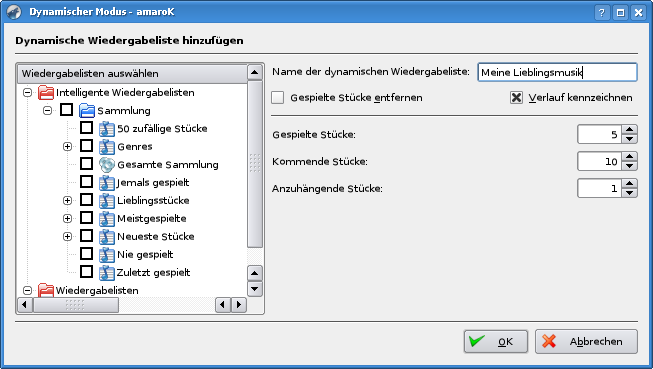 Dynamischer Modus - amaroK
Dynamische Wiedergabeliste hinzufügen
Wiedergabelisten auswählen
Intelligente Wiedergabelisten
Sammlung
50 zufällige Stücke
Genres
Gesamte Sammlung
Jemals gespielt
Lieblingsstücke
Meistgespielte
Neueste Stücke
Nie gespielt
Zuletzt gespielt
Wiedergabelisten
Name der dynamischen Wiedergabeliste: Meine Lieblingsmusik
Gespielte Stücke entfernen Verlauf kennzeichnen
Gespielte Stücke: 5
Kommende Stücke: 10
Anzuhängende Stücke: 1
OK Abbrechen